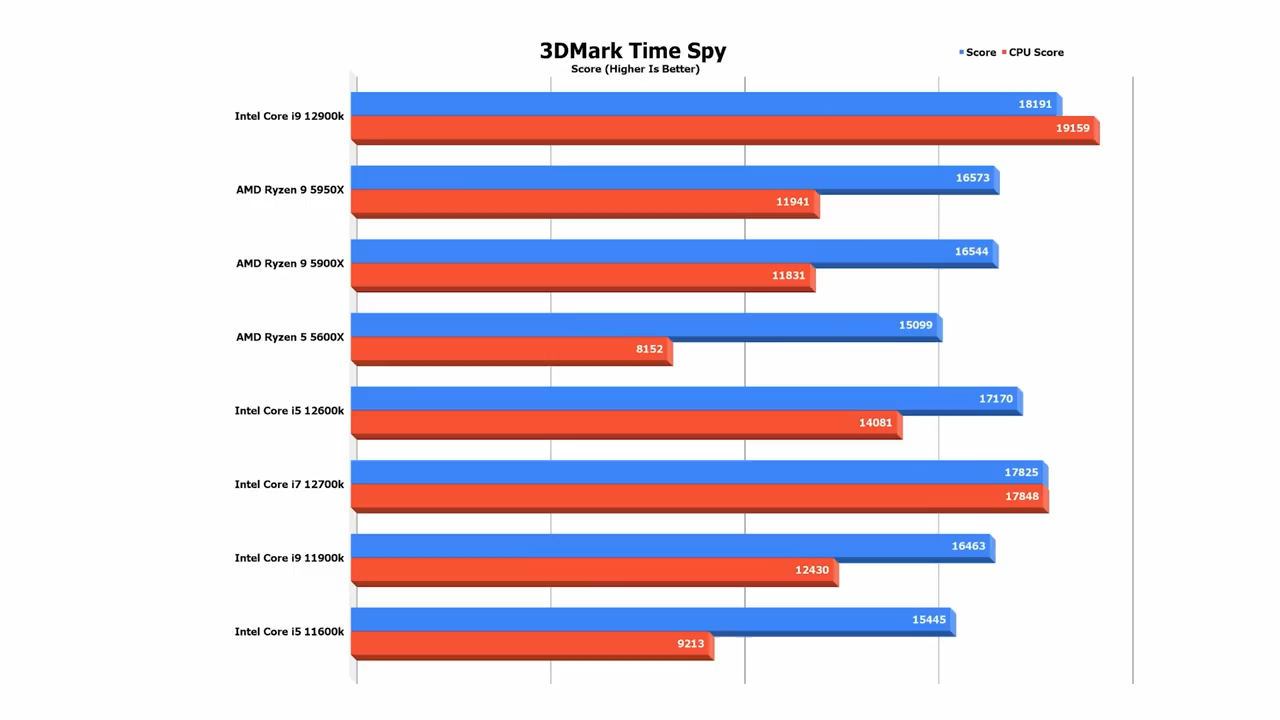 3DMark Time Spy
Score (Higher Is Better)
Score CPU Score
Intel Core i9 12900k 18191 19159
AMD Ryzen 9 5950X 16573 11941
AMD Ryzen 9 5900X 16544 11831
AMD Ryzen 5 5600X 15099 8152
Intel Core i5 12600k 17170 14081
Intel Core i7 12700k 17825 17848
Intel Core i9 11900k 16463 12430
Intel Core i5 11600k 15445 9213